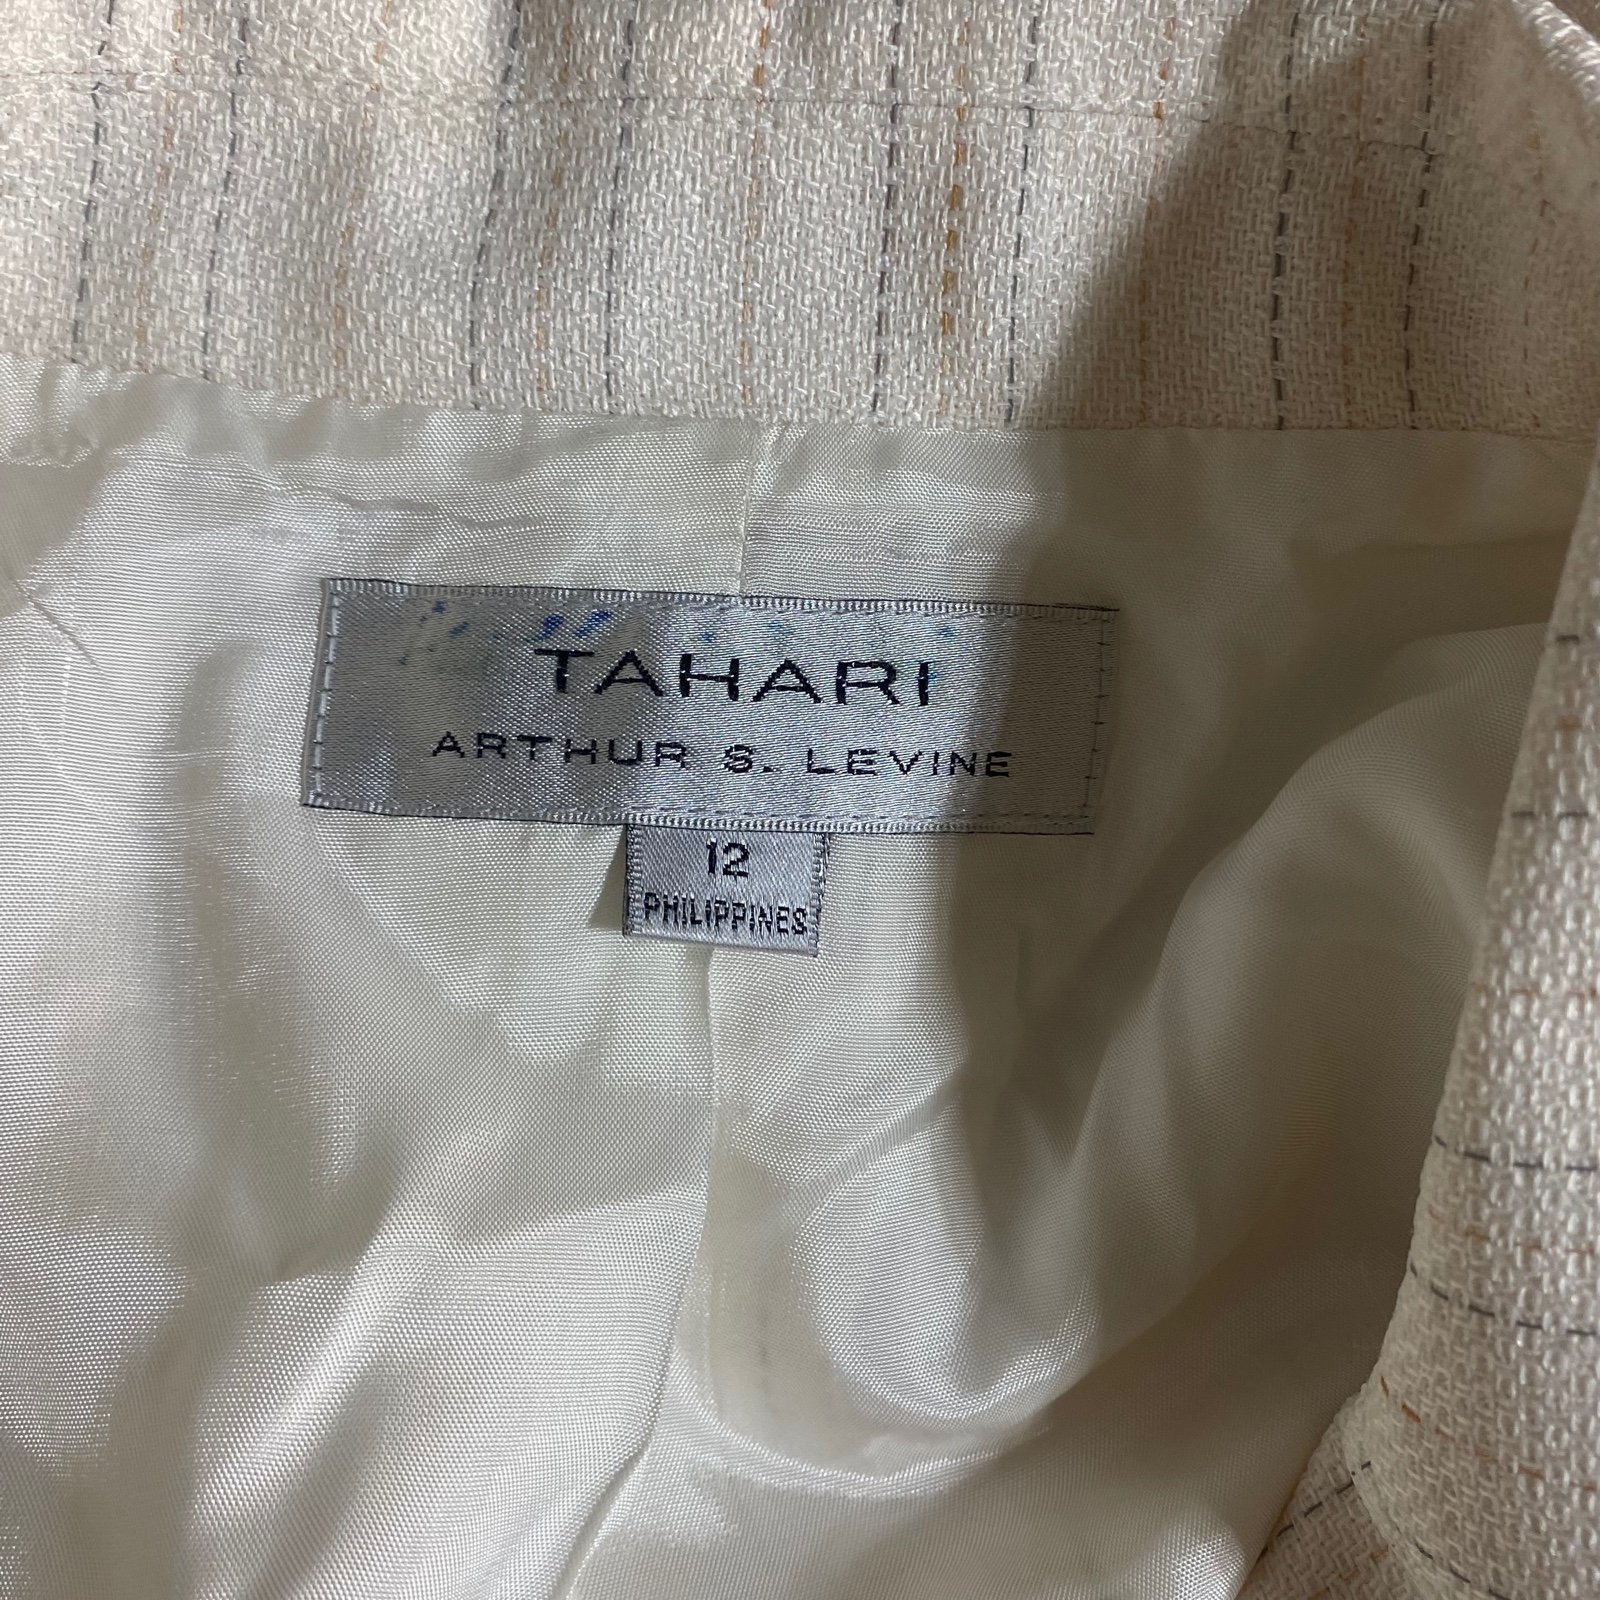 TAHARI
ARTHUR S. LEVINE
12
PHILIPPINES